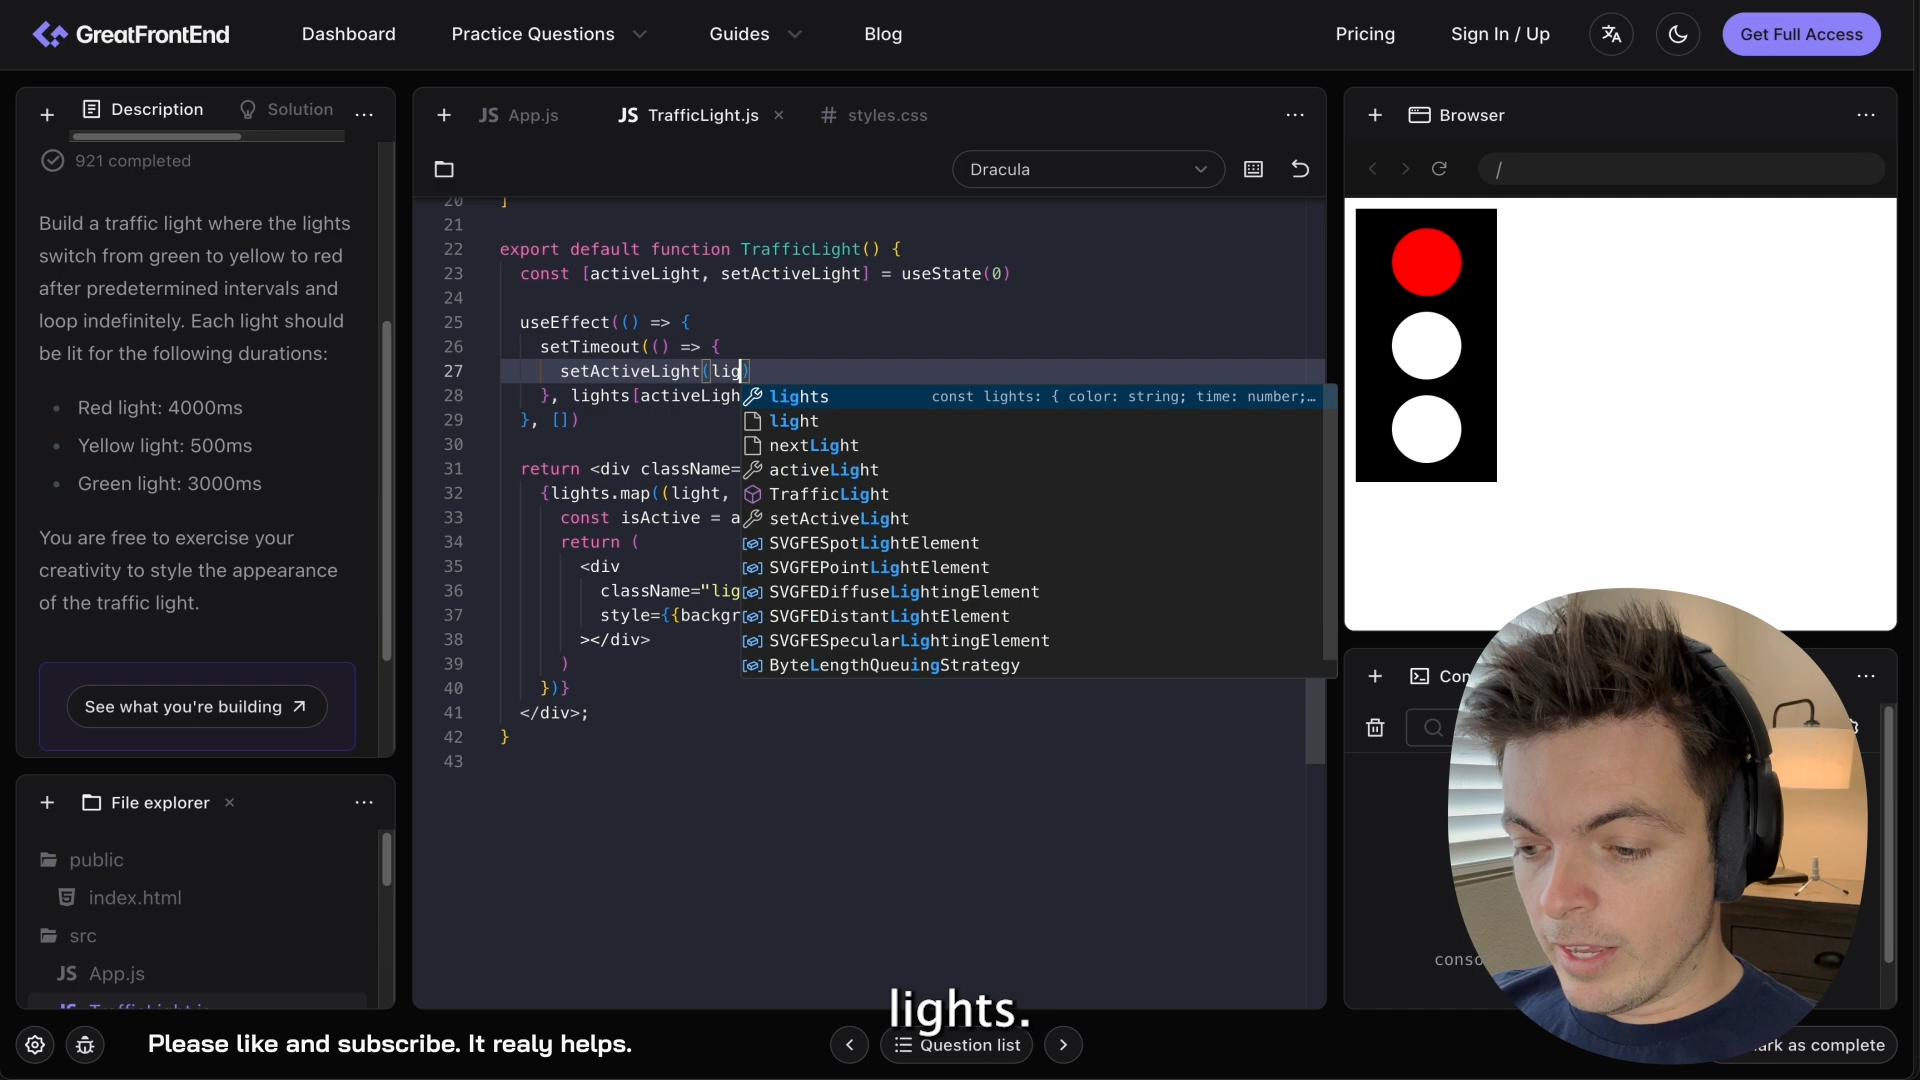 GreatFrontEnd
Dashboard
Practice Questions
Guides
Blog
Pricing
Sign In / Up
Get Full Access
Description
Solution
921 completed
Build a traffic light where the lights
switch from green to yellow to red
after predetermined intervals and
loop indefinitely. Each light should
be lit for the following durations:
Red light: 4000ms
Yellow light: 500ms
Green light: 3000ms
You are free to exercise your
creativity to style the appearance
of the traffic light.
See what you're building
File explorer
public
index.html
src
JS App.js
JS App.js
JS TrafficLight.js
# styles.css
Dracula
20 ]
21
22 export default function TrafficLight() {
23 const [activeLight, setActiveLight] = useState(0)
24
25 useEffect(() => {
26 setTimeout(() => {
27 setActiveLight(lig)
28 }, lights[activeLigh
29 }, [])
30
31 return <div className=
32 {lights.map((light,
33 const isActive = a
34 return (
35 <div
36 className="lig
37 style={{backgr
38 ></div>
39 )
40 })}
41 </div>;
42 }
43
lights const lights: { color: string; time: number;…
light
nextLight
activeLight
TrafficLight
setActiveLight
SVGFESpotLightElement
SVGFEPointLightElement
SVGFEDiffuseLightingElement
SVGFEDistantLightElement
SVGFESpecularLightingElement
ByteLengthQueuingStrategy
Browser
/
Con
conso
lights.
Please like and subscribe. It realy helps.
Question list
ark as complete